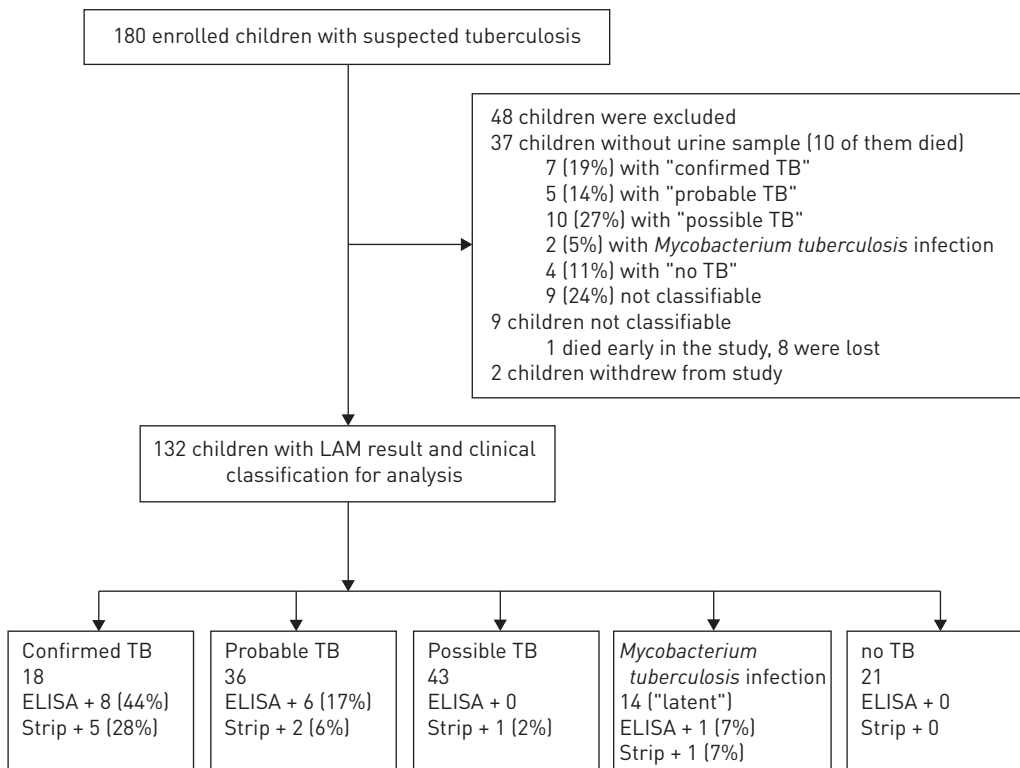 180 enrolled children with suspected tuberculosis
48 children were excluded
37 children without urine sample (10 of them died)
7 (19%) with "confirmed TB"
5 (14%) with "probable TB"
10 (27%) with "possible TB"
2 (5%) with Mycobacterium tuberculosis infection
4 (11%) with "no TB"
9 (24%) not classifiable
9 children not classifiable
1 died early in the study, 8 were lost
2 children withdrew from study
132 children with LAM result and clinical
classification for analysis
Confirmed TB
18
ELISA + 8 (44%)
Strip + 5 (28%)
Probable TB
36
ELISA + 6 (17%)
Strip + 2 (6%)
Possible TB
43
ELISA + 0
Strip + 1 (2%)
Mycobacterium
tuberculosis infection
14 ("latent")
ELISA + 1 (7%)
Strip + 1 (7%)
no TB
21
ELISA + 0
Strip + 0